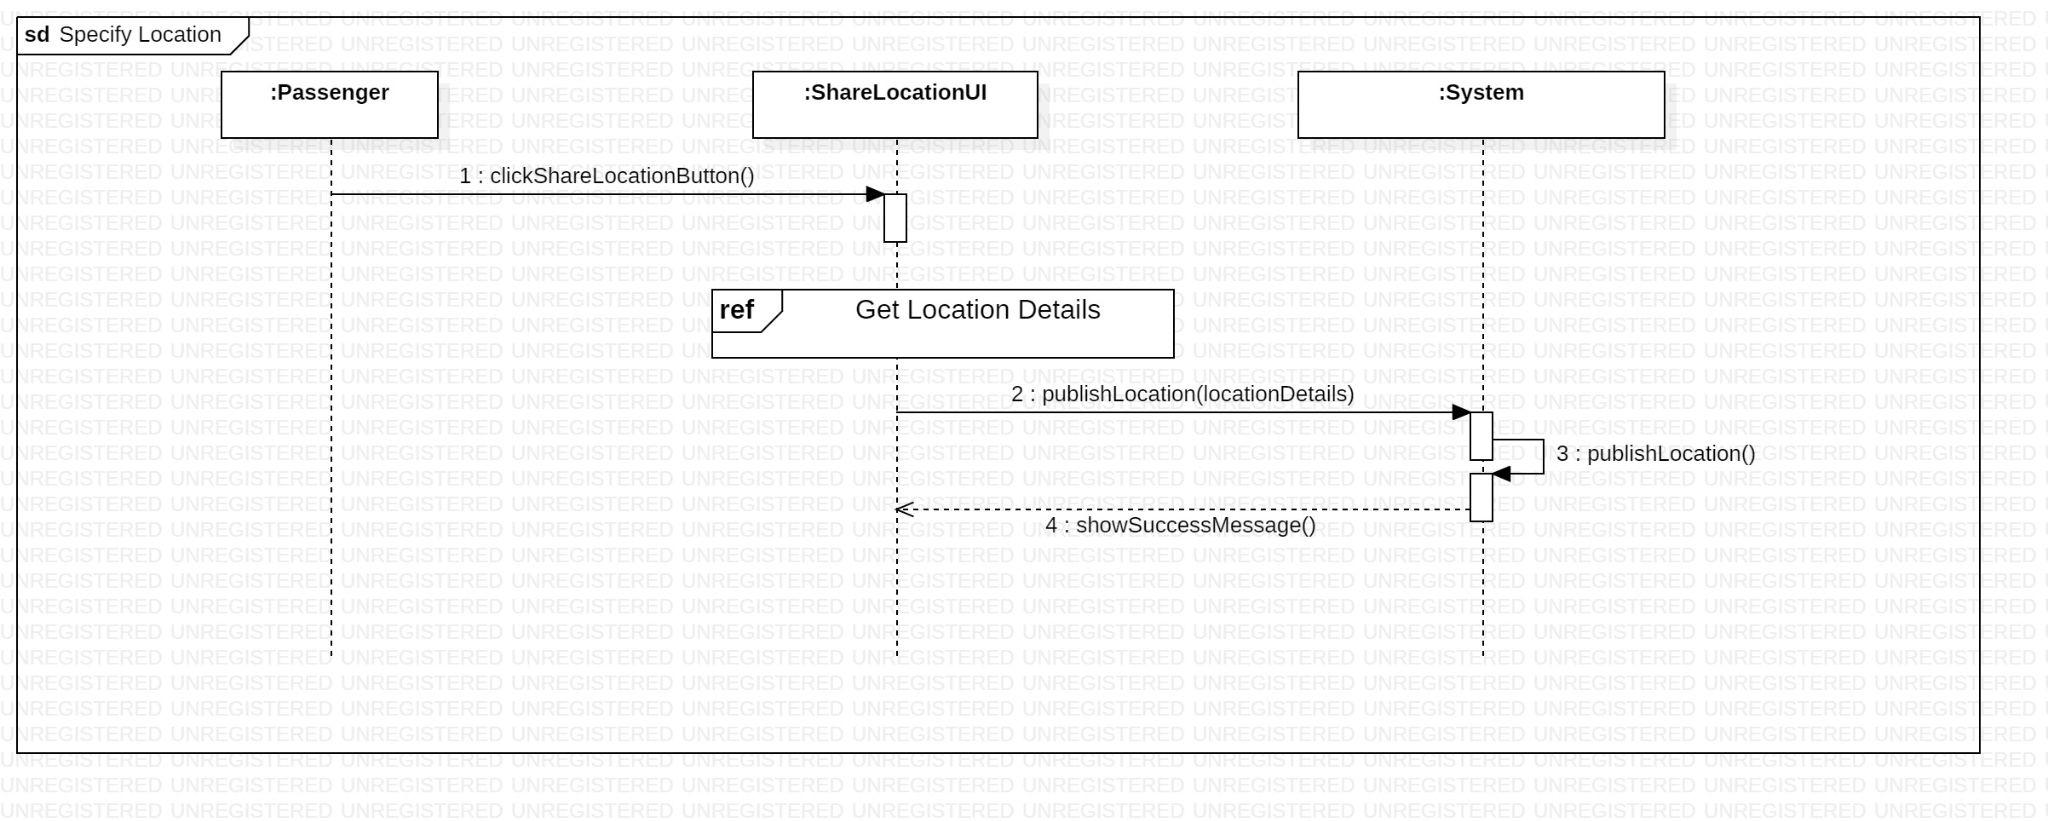 sd Specify Location
:Passenger
:ShareLocationUI
:System
1 : clickShareLocationButton()
ref Get Location Details
2 : publishLocation(locationDetails)
3 : publishLocation()
4 : showSuccessMessage()
UNREGISTERED